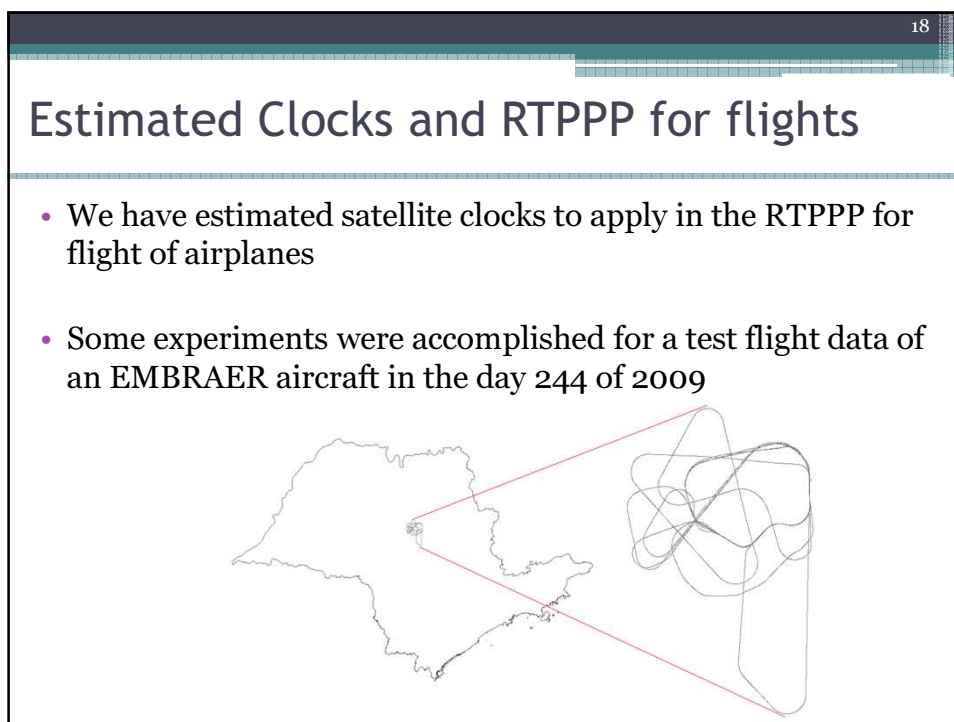 18
Estimated Clocks and RTPPP for flights
• We have estimated satellite clocks to apply in the RTPPP for
flight of airplanes
• Some experiments were accomplished for a test flight data of
an EMBRAER aircraft in the day 244 of 2009